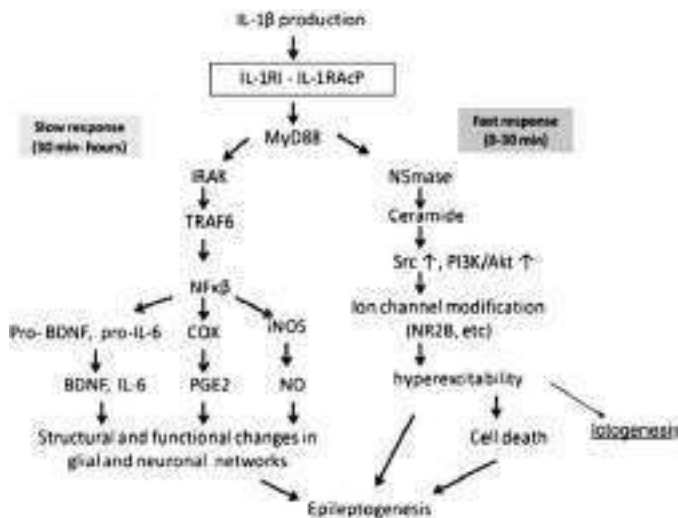 IL-1β production
IL-1RI - IL-1RAcP
Slow response
(30 min- hours)
MyD88
Fast response
(0-30 min)
IRAK
NSmase
TRAF6
Ceramide
Src ↑, PI3K/Akt ↑
NFκβ
Ion channel modification
(NR2B, etc)
Pro- BDNF, pro-IL-6
COX
iNOS
BDNF, IL-6
PGE2
NO
hyperexcitability
Structural and functional changes in
glial and neuronal networks
Cell death
Ictogenesis
Epileptogenesis